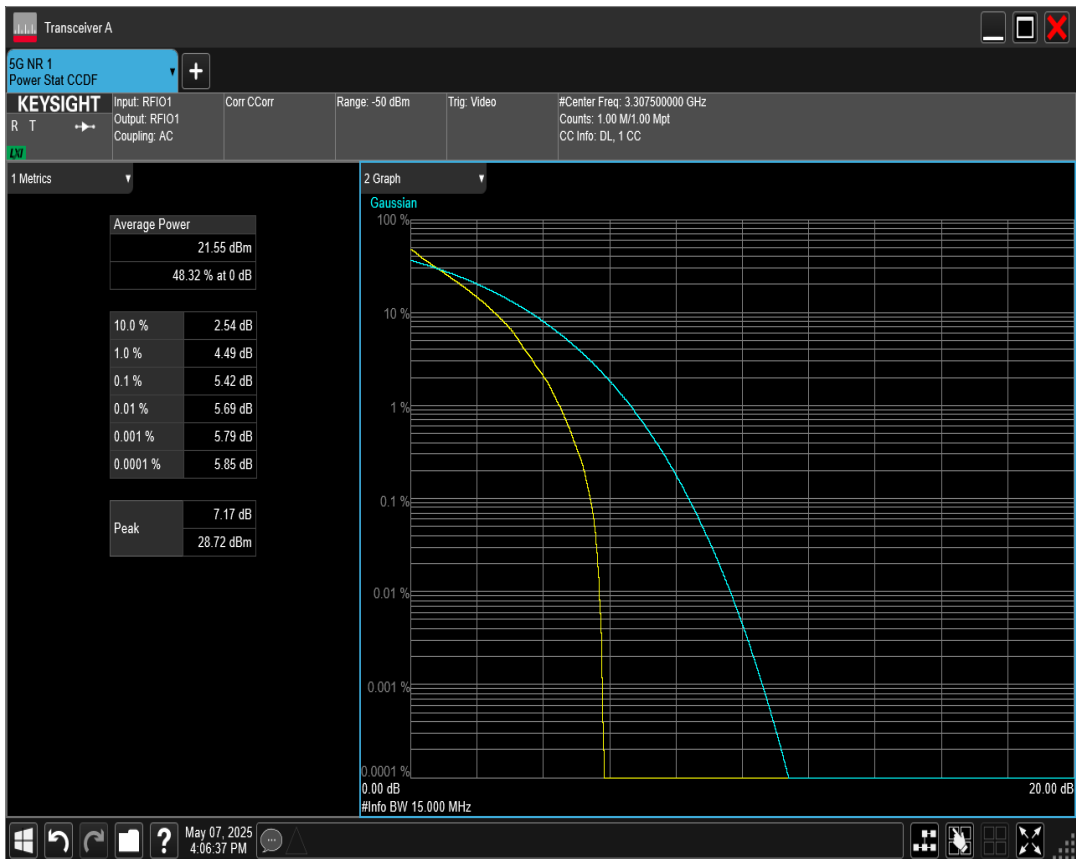 Transceiver A
5G NR 1
Power Stat CCDF
KEYSIGHT
R T
LXI
Input: RFIO1
Output: RFIO1
Coupling: AC
Corr CCorr
Range: -50 dBm
Trig: Video
#Center Freq: 3.307500000 GHz
Counts: 1.00 M/1.00 Mpt
CC Info: DL, 1 CC
1 Metrics
Average Power
21.55 dBm
48.32 % at 0 dB
10.0 % 2.54 dB
1.0 % 4.49 dB
0.1 % 5.42 dB
0.01 % 5.69 dB
0.001 % 5.79 dB
0.0001 % 5.85 dB
Peak
7.17 dB
28.72 dBm
2 Graph
Gaussian
100 %
10 %
1 %
0.1 %
0.01 %
0.001 %
0.0001 %
0.00 dB 20.00 dB
#Info BW 15.000 MHz
?
May 07, 2025
4:06:37 PM